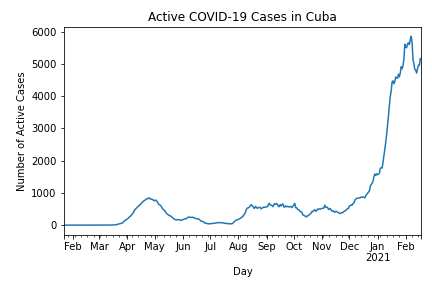 Active COVID-19 Cases in Cuba
6000
5000
4000
3000
2000
1000
0
Number of Active Cases
Feb Mar Apr May Jun Jul Aug Sep Oct Nov Dec Jan Feb
2021
Day